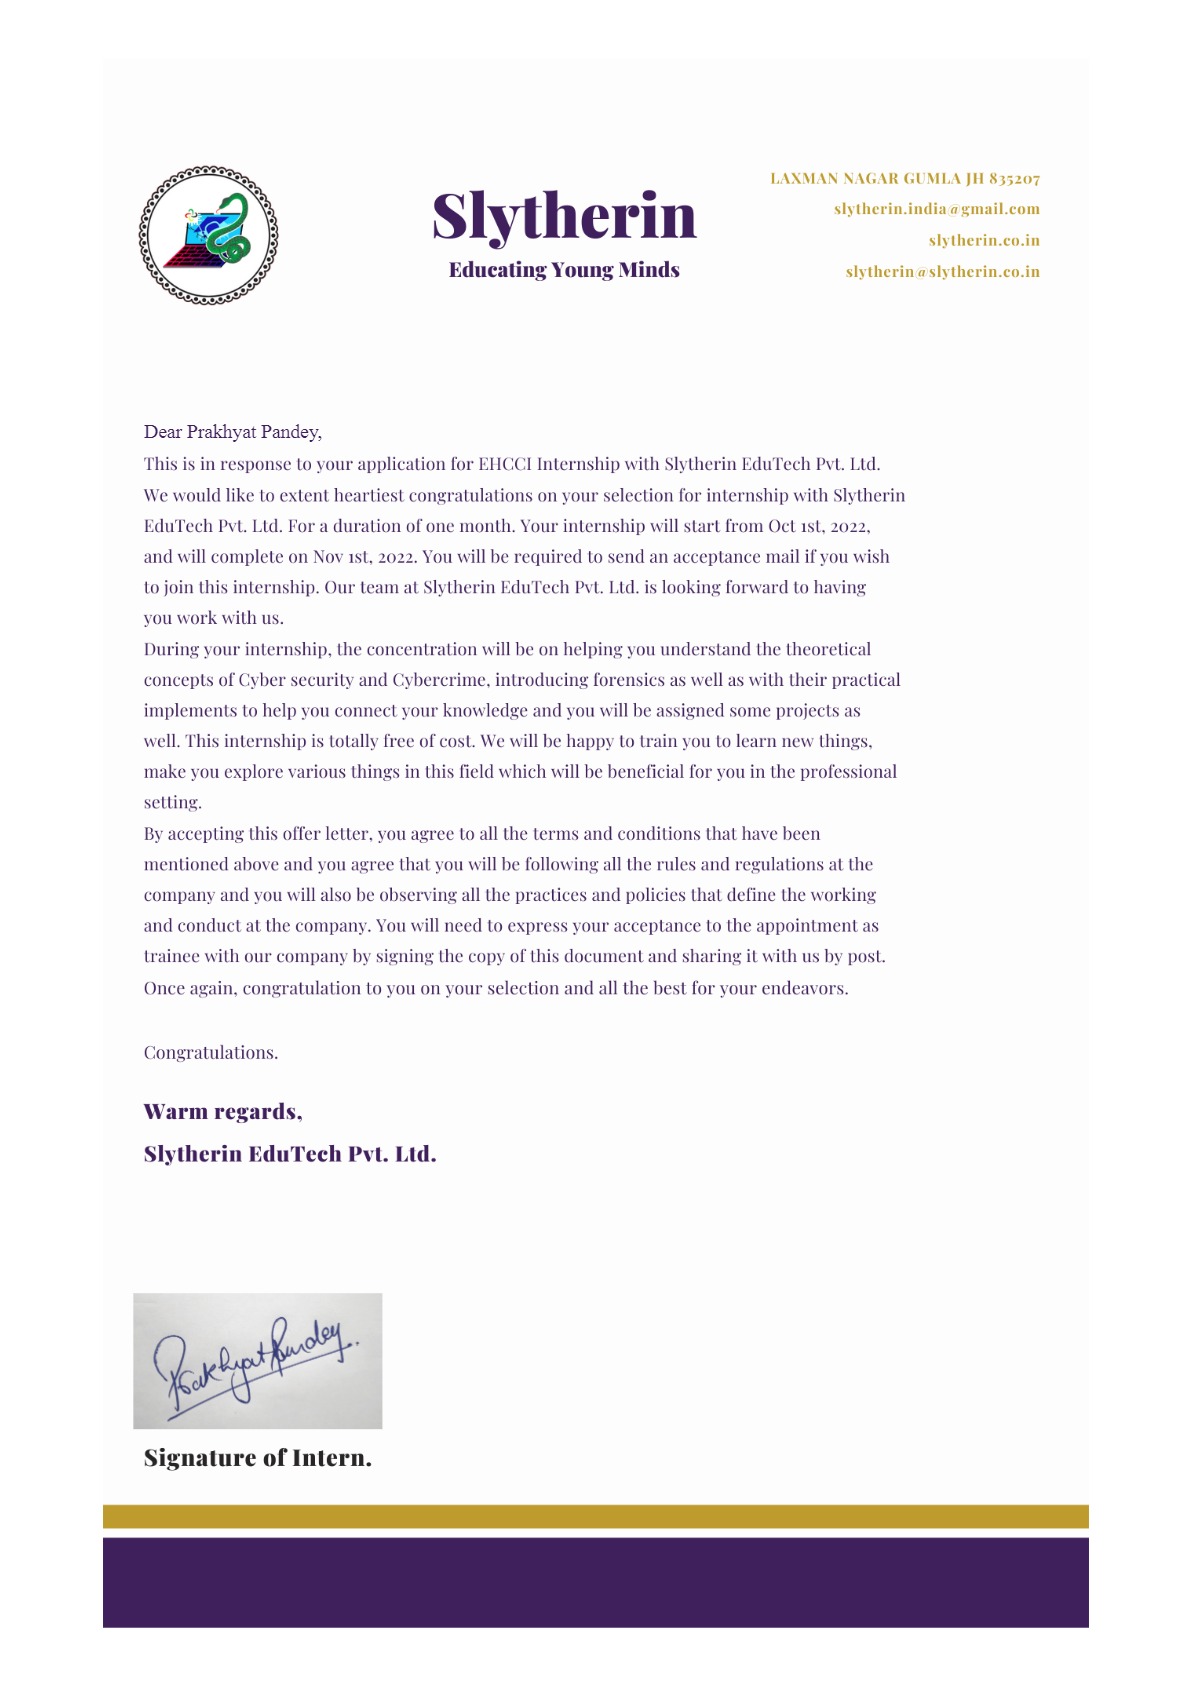 LAXMAN NAGAR GUMLA JH 835207
Slytherin
slytherin.india@gmail.com
slytherin.co.in
Educating Young Minds
slytherin@slytherin.co.in
Dear Prakhyat Pandey,
This is in response to your application for EHCCI Internship with Slytherin EduTech Pvt. Ltd.
We would like to extent heartiest congratulations on your selection for internship with Slytherin
EduTech Pvt. Ltd. For a duration of one month. Your internship will start from Oct 1st, 2022,
and will complete on Nov 1st, 2022. You will be required to send an acceptance mail if you wish
to join this internship. Our team at Slytherin EduTech Pvt. Ltd. is looking forward to having
you work with us.
During your internship, the concentration will be on helping you understand the theoretical
concepts of Cyber security and Cybercrime, introducing forensics as well as with their practical
implements to help you connect your knowledge and you will be assigned some projects as
well. This internship is totally free of cost. We will be happy to train you to learn new things,
make you explore various things in this field which will be beneficial for you in the professional
setting.
By accepting this offer letter, you agree to all the terms and conditions that have been
mentioned above and you agree that you will be following all the rules and regulations at the
company and you will also be observing all the practices and policies that define the working
and conduct at the company. You will need to express your acceptance to the appointment as
trainee with our company by signing the copy of this document and sharing it with us by post.
Once again, congratulation to you on your selection and all the best for your endeavors.
Congratulations.
Warm regards,
Slytherin EduTech Pvt. Ltd.
Prakhyat Pandey.
Signature of Intern.